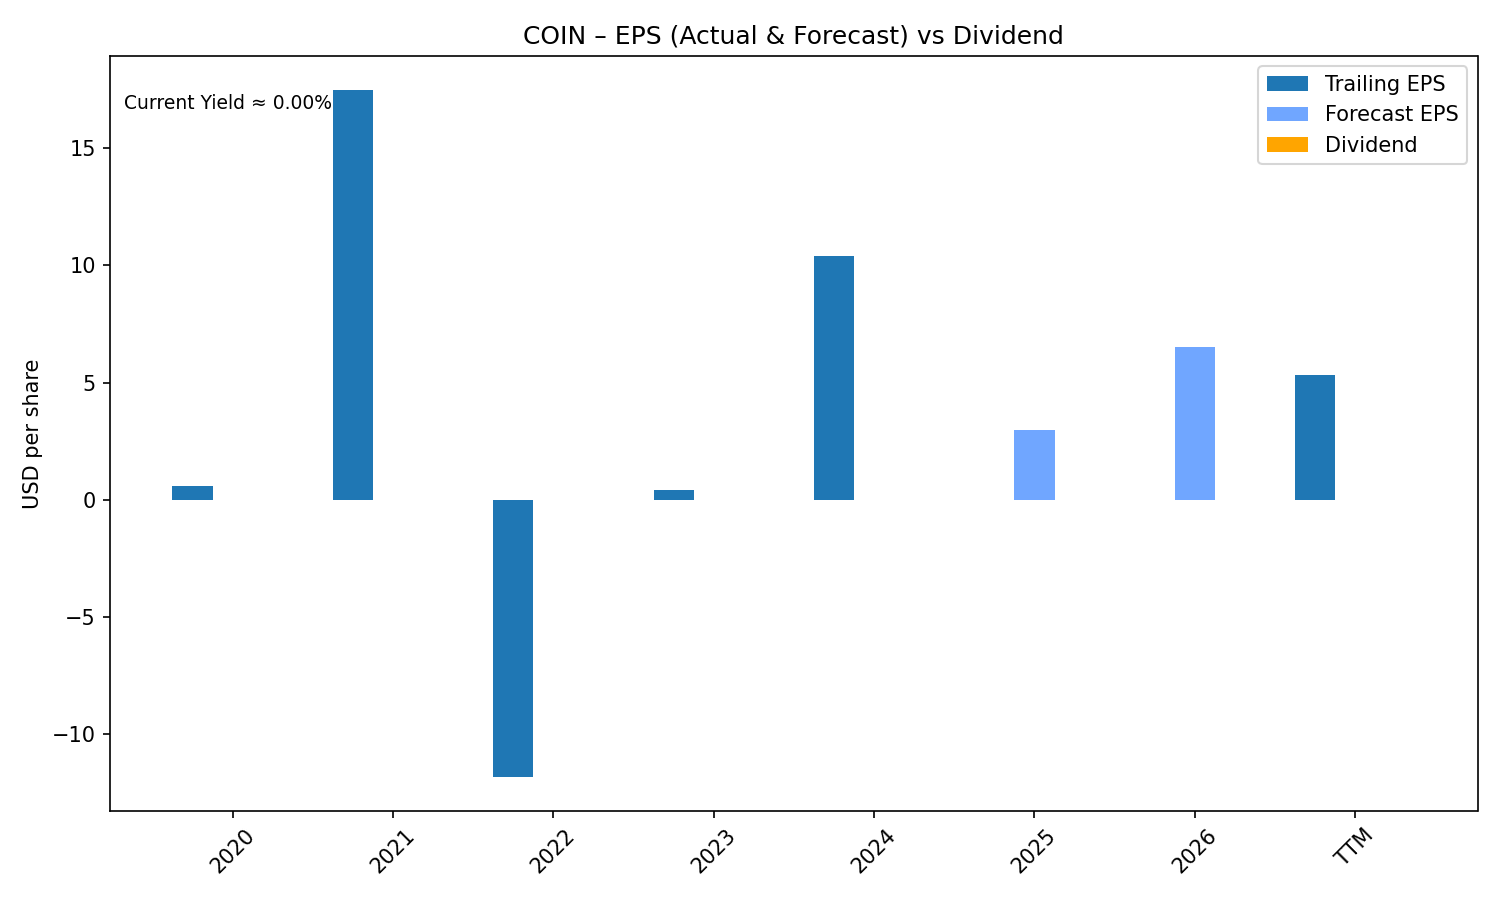 COIN – EPS (Actual & Forecast) vs Dividend
Current Yield ≈ 0.00%
Trailing EPS
Forecast EPS
Dividend
USD per share
15
10
5
0
−5
−10
2020
2021
2022
2023
2024
2025
2026
TTM